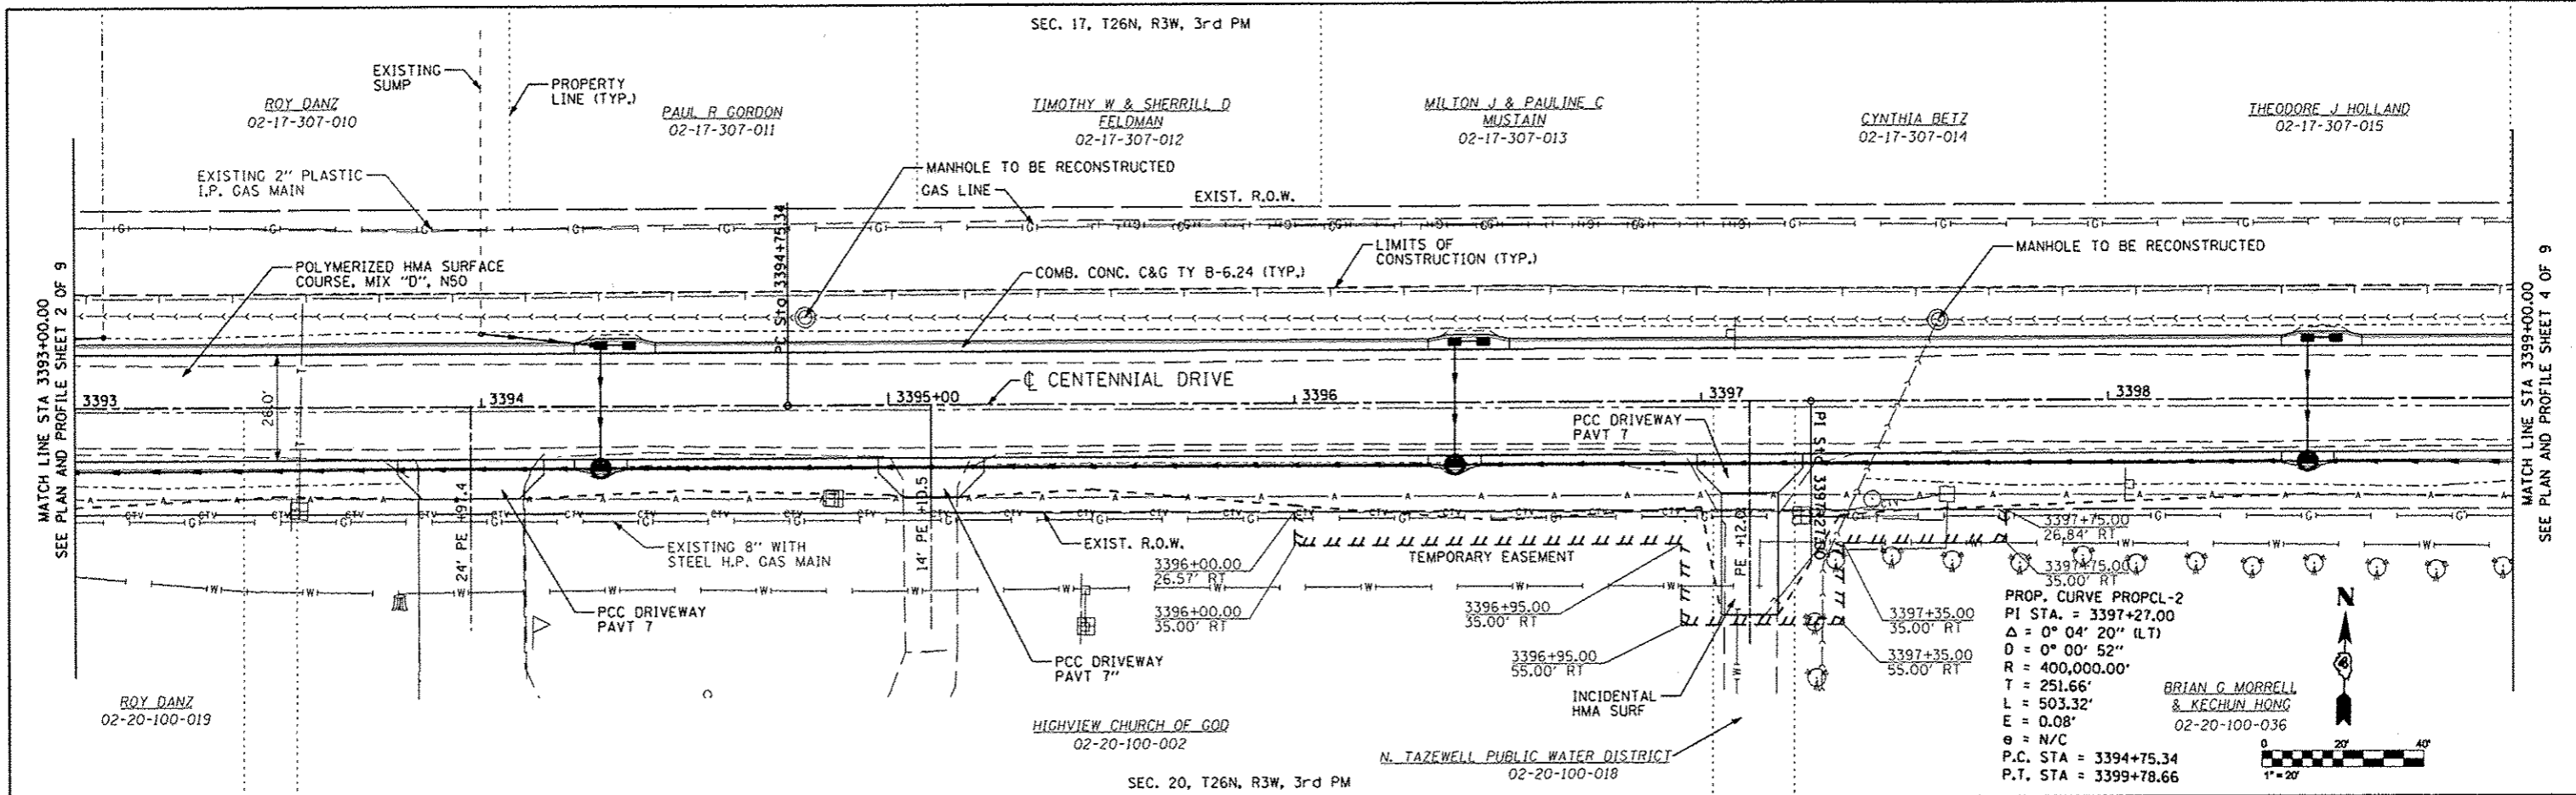 SEC. 17, T26N, R3W, 3rd PM
EXISTING
SUMP
PROPERTY
LINE (TYP.)
ROY DANZ
02-17-307-010
PAUL R GORDON
02-17-307-011
TIMOTHY W & SHERRILL D
FELDMAN
02-17-307-012
MILTON J & PAULINE C
MUSTAIN
02-17-307-013
CYNTHIA BETZ
02-17-307-014
THEODORE J HOLLAND
02-17-307-015
EXISTING 2" PLASTIC
I.P. GAS MAIN
MANHOLE TO BE RECONSTRUCTED
GAS LINE
EXIST. R.O.W.
PC Sta 3394+75.34
LIMITS OF
CONSTRUCTION (TYP.)
MANHOLE TO BE RECONSTRUCTED
POLYMERIZED HMA SURFACE
COURSE, MIX "D", N50
COMB. CONC. C&G TY B-6.24 (TYP.)
MATCH LINE STA 3393+00.00
SEE PLAN AND PROFILE SHEET 2 OF 9
MATCH LINE STA 3399+00.00
SEE PLAN AND PROFILE SHEET 4 OF 9
℄ CENTENNIAL DRIVE
3393
3394
3395+00
3396
3397
3398
26.0'
PCC DRIVEWAY
PAVT 7
PI Sta 3397+27.00
24' PE +97.4
14' PE +10.5
PE +12.0
EXISTING 8" WITH
STEEL H.P. GAS MAIN
EXIST. R.O.W.
TEMPORARY EASEMENT
3396+00.00
26.57' RT
3396+00.00
35.00' RT
3396+95.00
35.00' RT
3396+95.00
55.00' RT
3397+75.00
26.84' RT
3397+75.00
35.00' RT
3397+35.00
35.00' RT
3397+35.00
55.00' RT
PCC DRIVEWAY
PAVT 7
PCC DRIVEWAY
PAVT 7"
INCIDENTAL
HMA SURF
ROY DANZ
02-20-100-019
HIGHVIEW CHURCH OF GOD
02-20-100-002
N. TAZEWELL PUBLIC WATER DISTRICT
02-20-100-018
BRIAN G MORRELL
& KECHUN HONG
02-20-100-036
PROP. CURVE PROPCL-2
PI STA. = 3397+27.00
Δ = 0° 04' 20" (LT)
D = 0° 00' 52"
R = 400,000.00'
T = 251.66'
L = 503.32'
E = 0.08'
e = N/C
P.C. STA = 3394+75.34
P.T. STA = 3399+78.66
N
0 20' 40'
1" = 20'
SEC. 20, T26N, R3W, 3rd PM